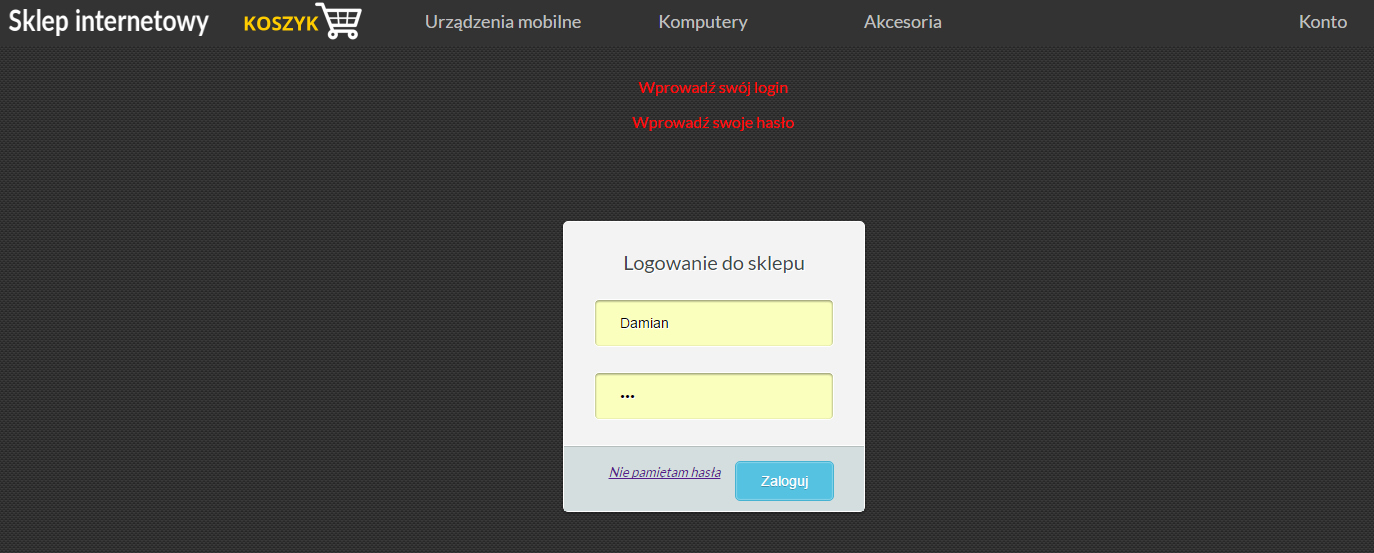 Sklep internetowy KOSZYK Urządzenia mobilne Komputery Akcesoria Konto
Wprowadź swój login
Wprowadź swoje hasło
Logowanie do sklepu
Damian
•••
Nie pamietam hasła Zaloguj